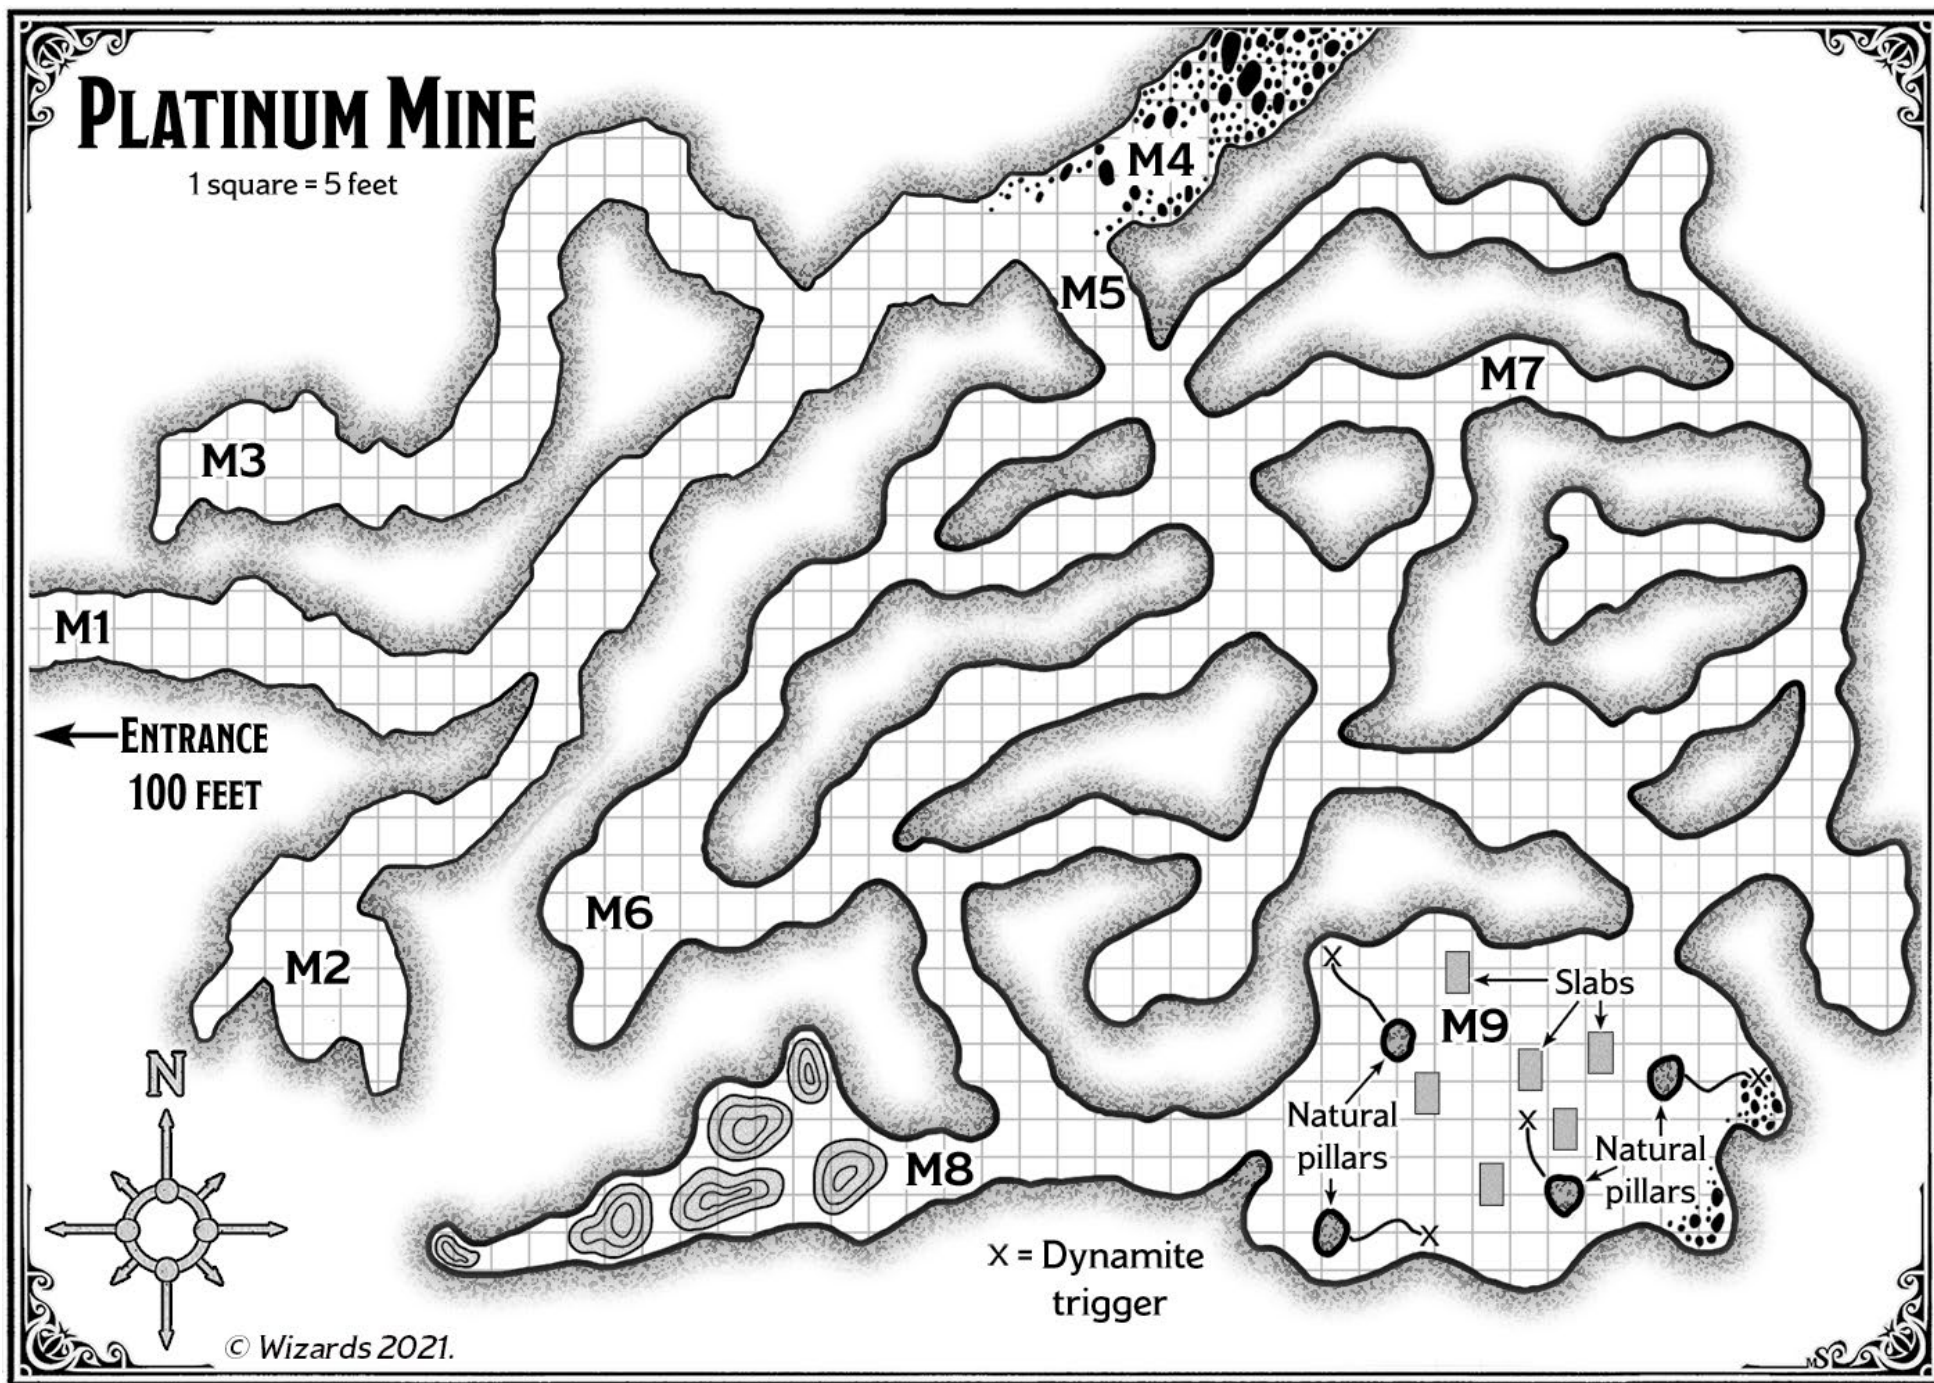 PLATINUM MINE
1 square = 5 feet
M4
M5
M7
M3
M1
ENTRANCE
100 FEET
M6
M2
Slabs
M9
N
Natural
pillars
Natural
pillars
M8
X = Dynamite
trigger
X
X
X
X
© Wizards 2021.
MS